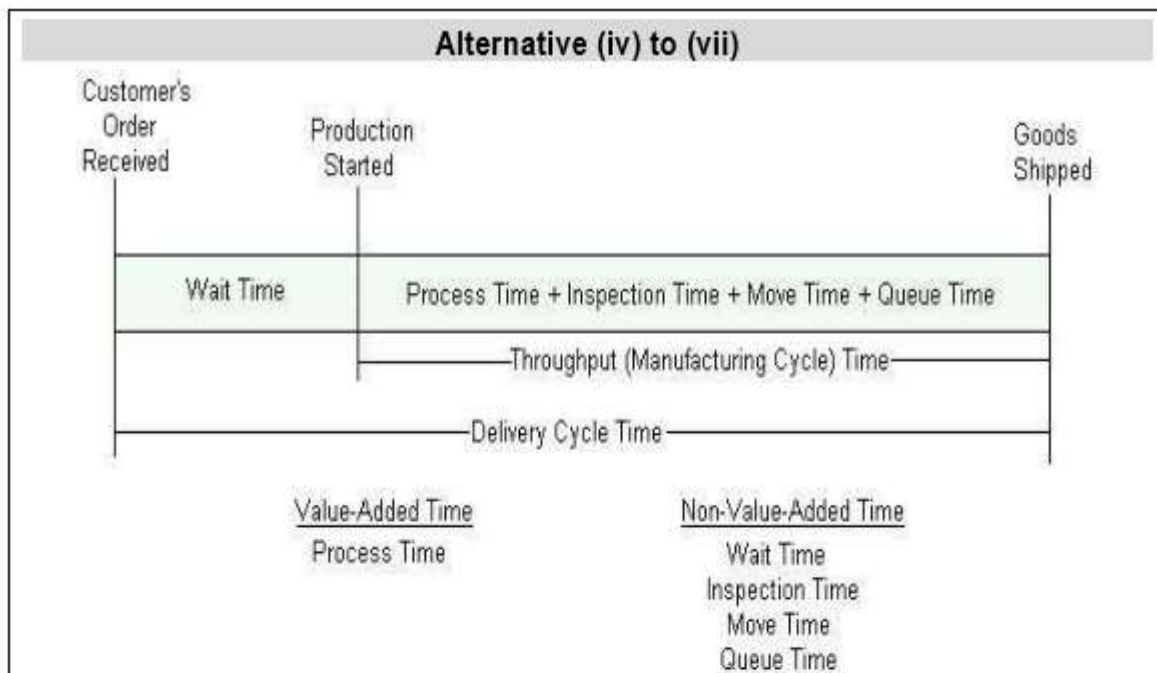 Alternative (iv) to (vii)
Customer's
Order
Received
Production
Started
Goods
Shipped
Wait Time
Process Time + Inspection Time + Move Time + Queue Time
Throughput (Manufacturing Cycle) Time
Delivery Cycle Time
Value-Added Time
Process Time
Non-Value-Added Time
Wait Time
Inspection Time
Move Time
Queue Time